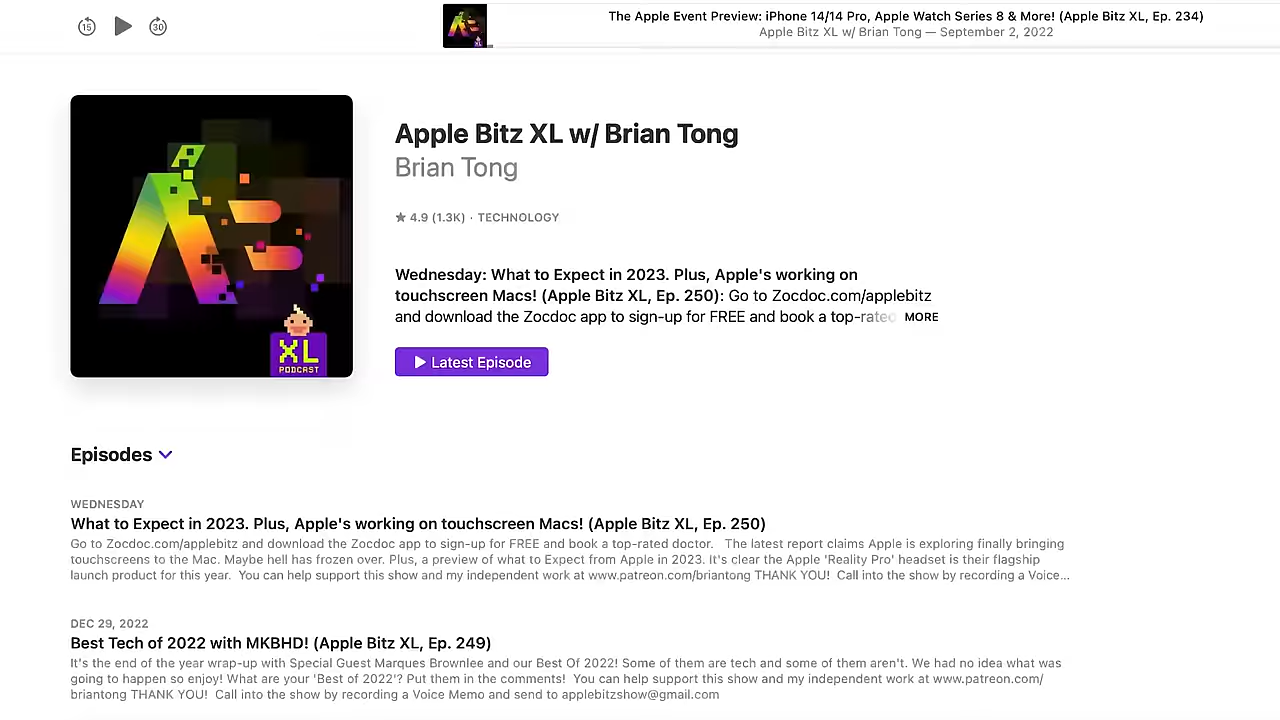 15
30
The Apple Event Preview: iPhone 14/14 Pro, Apple Watch Series 8 & More! (Apple Bitz XL, Ep. 234)
Apple Bitz XL w/ Brian Tong — September 2, 2022
XL
PODCAST
Apple Bitz XL w/ Brian Tong
Brian Tong
★ 4.9 (1.3K) · TECHNOLOGY
Wednesday: What to Expect in 2023. Plus, Apple's working on
touchscreen Macs! (Apple Bitz XL, Ep. 250): Go to Zocdoc.com/applebitz
and download the Zocdoc app to sign-up for FREE and book a top-rated MORE
Latest Episode
Episodes
WEDNESDAY
What to Expect in 2023. Plus, Apple's working on touchscreen Macs! (Apple Bitz XL, Ep. 250)
Go to Zocdoc.com/applebitz and download the Zocdoc app to sign-up for FREE and book a top-rated doctor. The latest report claims Apple is exploring finally bringing
touchscreens to the Mac. Maybe hell has frozen over. Plus, a preview of what to Expect from Apple in 2023. It's clear the Apple 'Reality Pro' headset is their flagship
launch product for this year. You can help support this show and my independent work at www.patreon.com/briantong THANK YOU! Call into the show by recording a Voice...
DEC 29, 2022
Best Tech of 2022 with MKBHD! (Apple Bitz XL, Ep. 249)
It's the end of the year wrap-up with Special Guest Marques Brownlee and our Best Of 2022! Some of them are tech and some of them aren't. We had no idea what was
going to happen so enjoy! What are your 'Best of 2022'? Put them in the comments! You can help support this show and my independent work at www.patreon.com/
briantong THANK YOU! Call into the show by recording a Voice Memo and send to applebitzshow@gmail.com